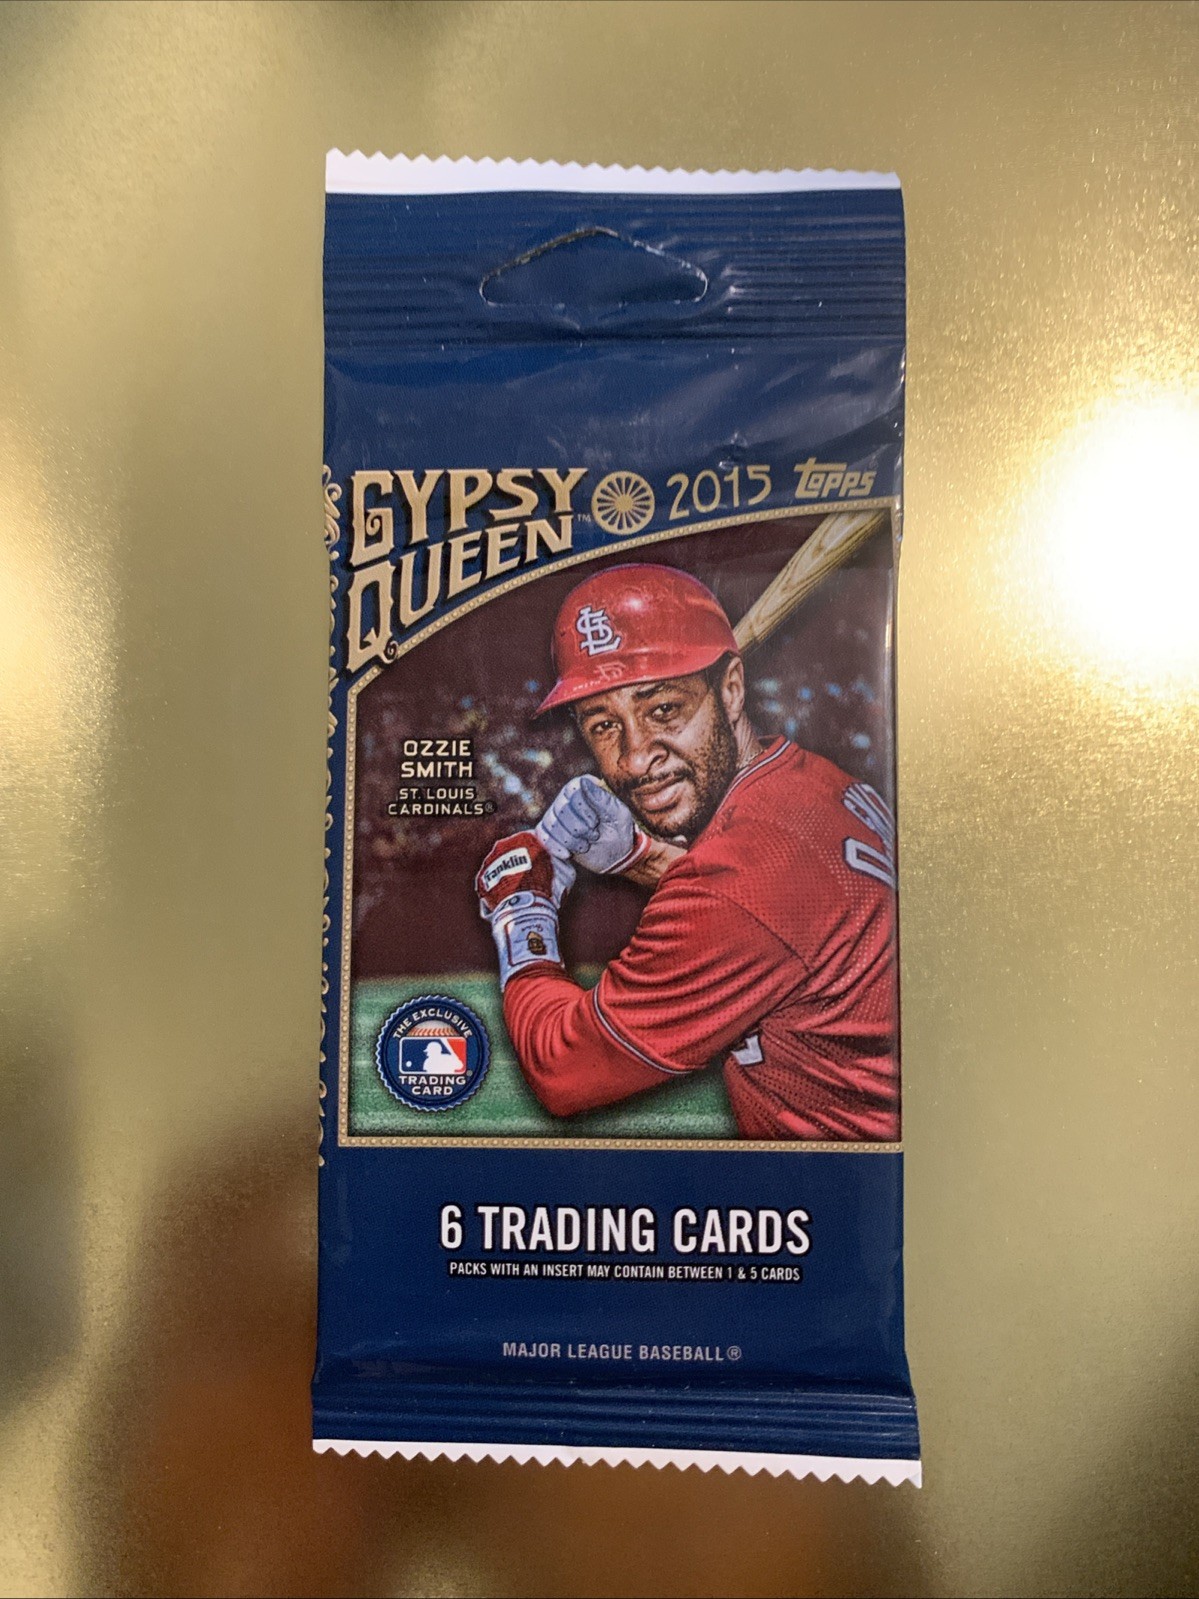 GYPSY
QUEEN™
2015
Topps®
OZZIE
SMITH
ST. LOUIS
CARDINALS®
Franklin
THE EXCLUSIVE
TRADING
CARD®
6 TRADING CARDS
PACKS WITH AN INSERT MAY CONTAIN BETWEEN 1 & 5 CARDS
MAJOR LEAGUE BASEBALL®